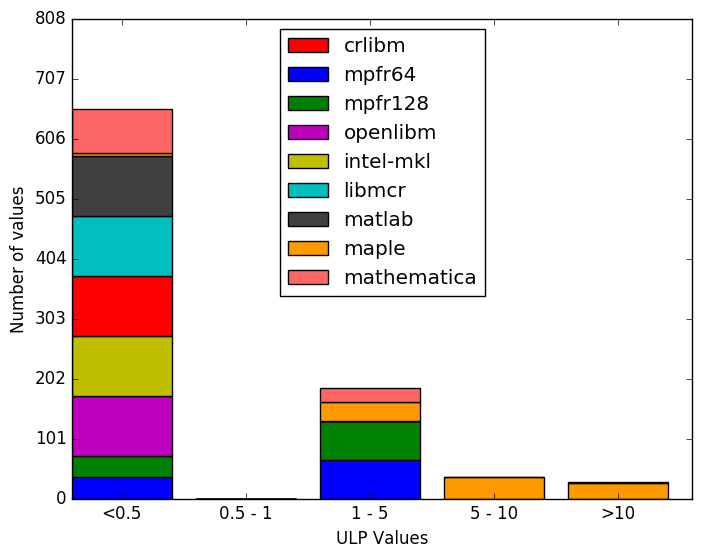 808
707
606
505
404
303
202
101
0
Number of values
crlibm
mpfr64
mpfr128
openlibm
intel-mkl
libmcr
matlab
maple
mathematica
<0.5
0.5 - 1
1 - 5
5 - 10
>10
ULP Values